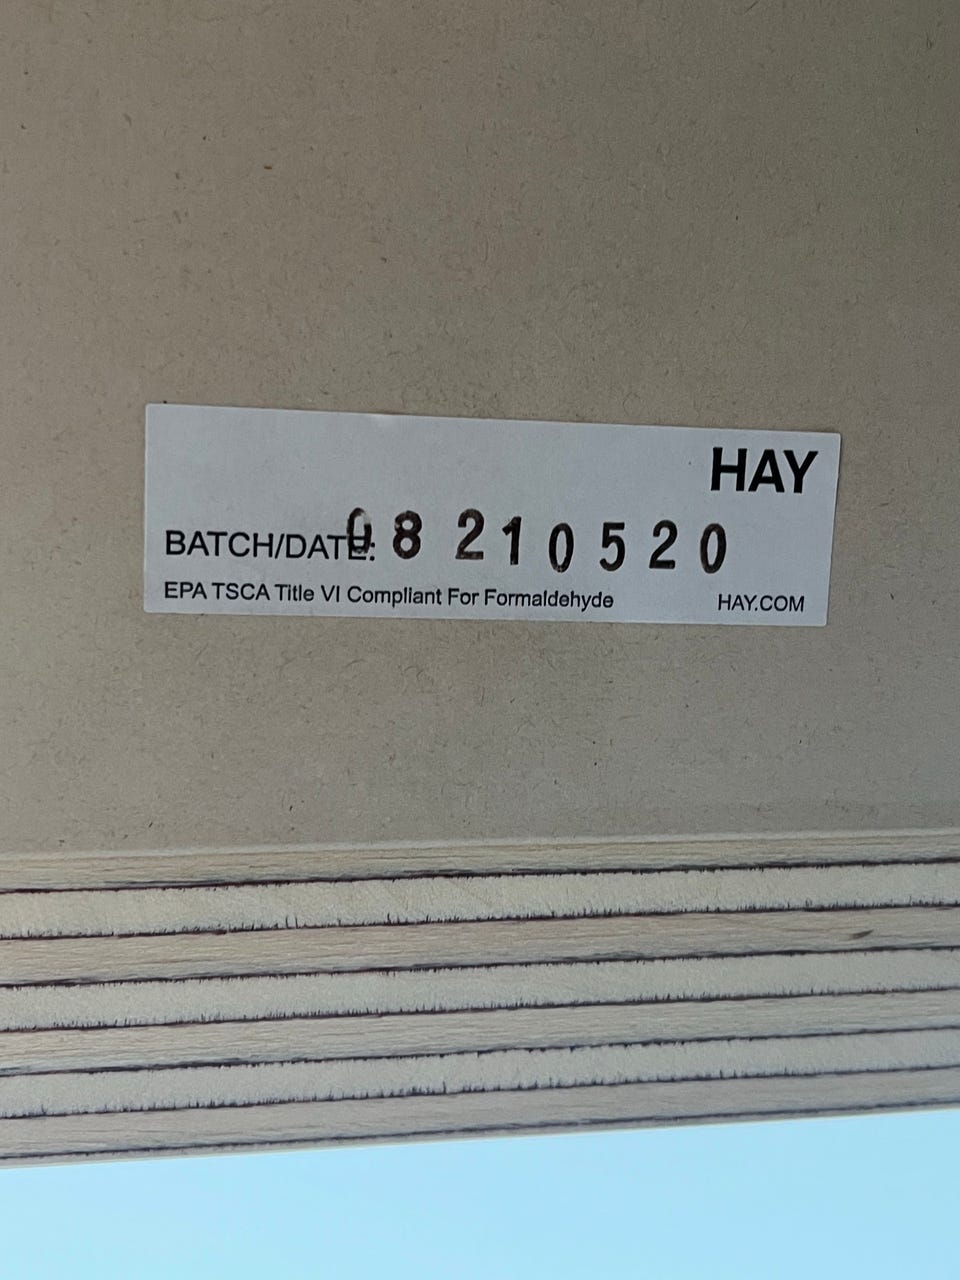 HAY
BATCH/DATE: 08 210520
EPA TSCA Title VI Compliant For Formaldehyde
HAY.COM